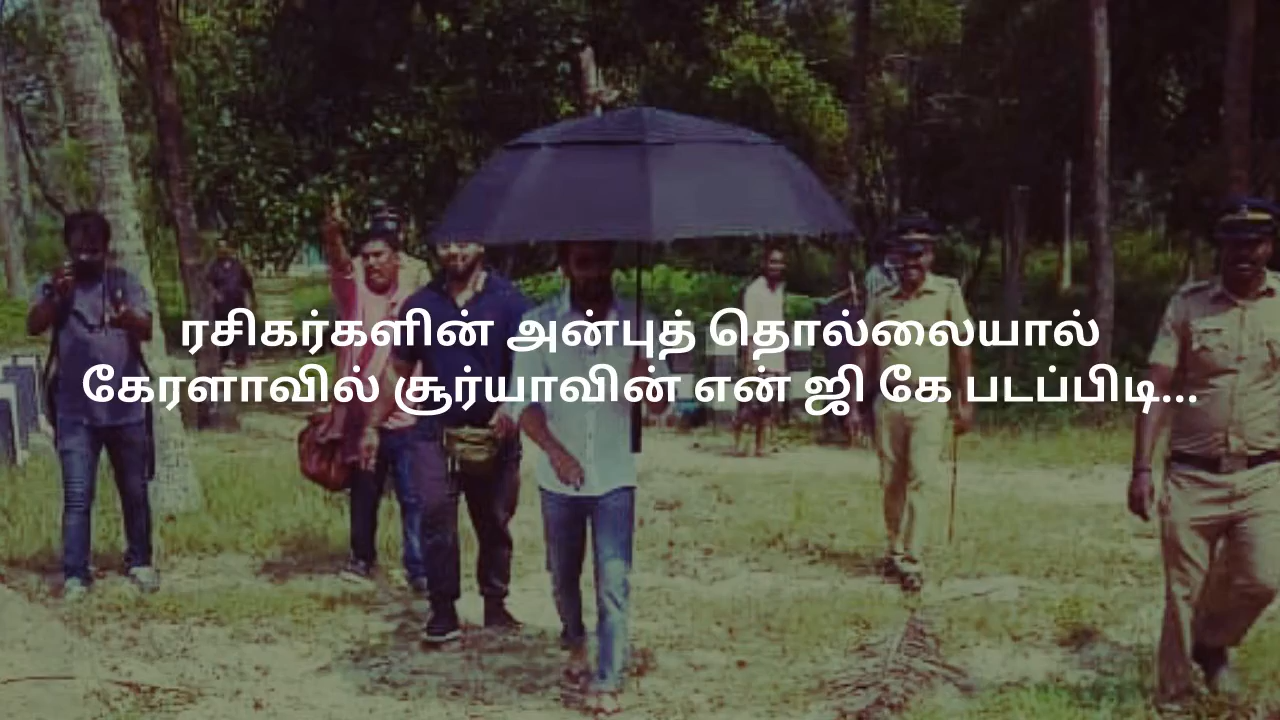 ரசிகர்களின் அன்புத் தொல்லையால்
கேரளாவில் சூர்யாவின் என் ஜி கே படப்பிடி...